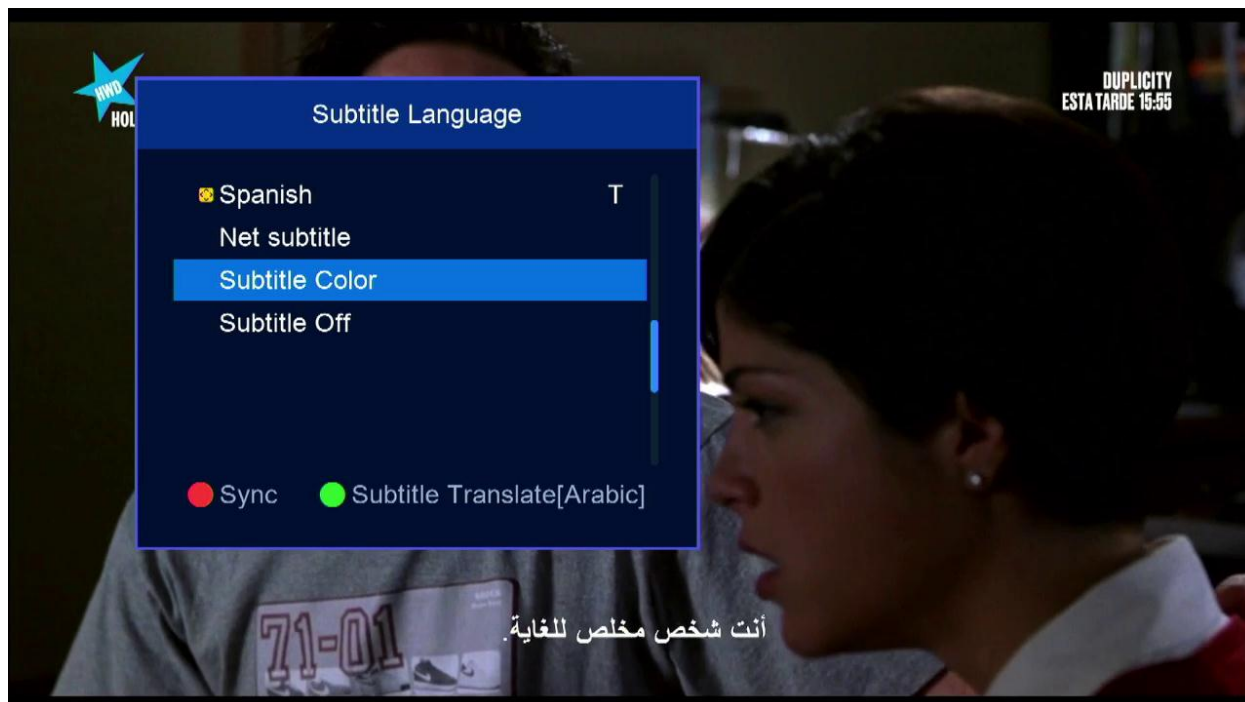 HWD
HOL
DUPLICITY
ESTA TARDE 15:55
Subtitle Language
Spanish T
Net subtitle
Subtitle Color
Subtitle Off
Sync Subtitle Translate[Arabic]
71-01
أنت شخص مخلص للغاية.